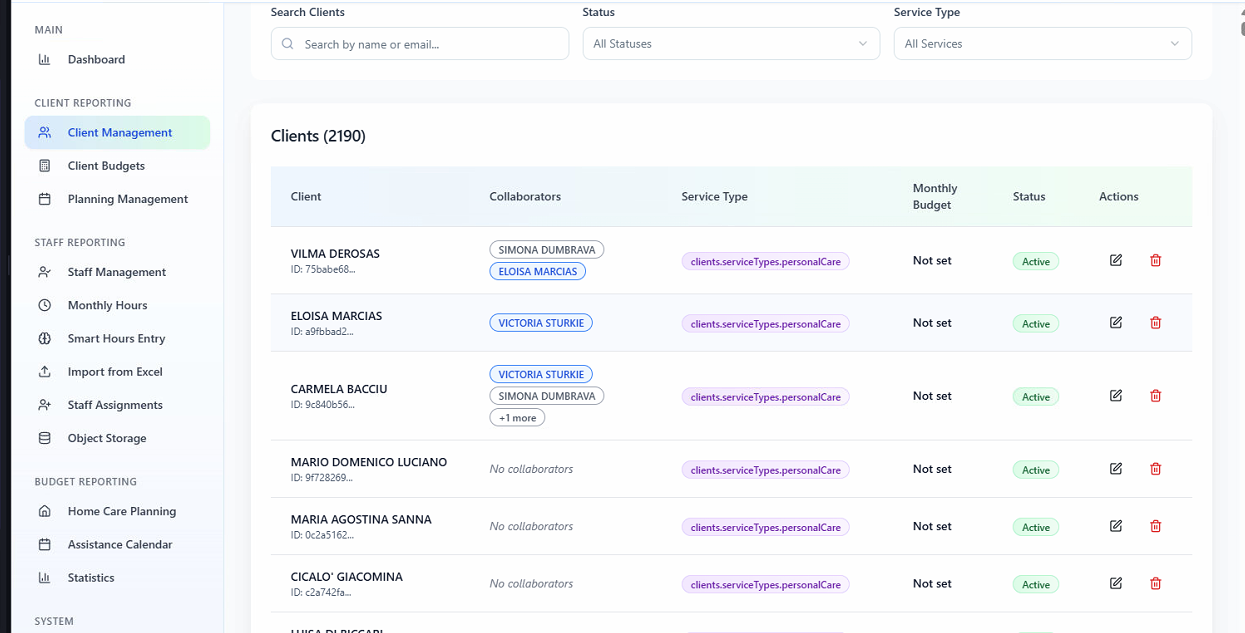 MAIN
Dashboard
CLIENT REPORTING
Client Management
Client Budgets
Planning Management
STAFF REPORTING
Staff Management
Monthly Hours
Smart Hours Entry
Import from Excel
Staff Assignments
Object Storage
BUDGET REPORTING
Home Care Planning
Assistance Calendar
Statistics
SYSTEM
Search Clients
Search by name or email...
Status
All Statuses
Service Type
All Services
Clients (2190)
Client Collaborators Service Type Monthly Budget Status Actions
VILMA DEROSAS
ID: 75babe68...
SIMONA DUMBRAVA
ELOISA MARCIAS
clients.serviceTypes.personalCare
Not set
Active
ELOISA MARCIAS
ID: a9fbbad2...
VICTORIA STURKIE
clients.serviceTypes.personalCare
Not set
Active
CARMELA BACCIU
ID: 9c840b56...
VICTORIA STURKIE
SIMONA DUMBRAVA
+1 more
clients.serviceTypes.personalCare
Not set
Active
MARIO DOMENICO LUCIANO
ID: 9f728269...
No collaborators
clients.serviceTypes.personalCare
Not set
Active
MARIA AGOSTINA SANNA
ID: 0c2a5162...
No collaborators
clients.serviceTypes.personalCare
Not set
Active
CICALO' GIACOMINA
ID: c2a742fa...
No collaborators
clients.serviceTypes.personalCare
Not set
Active